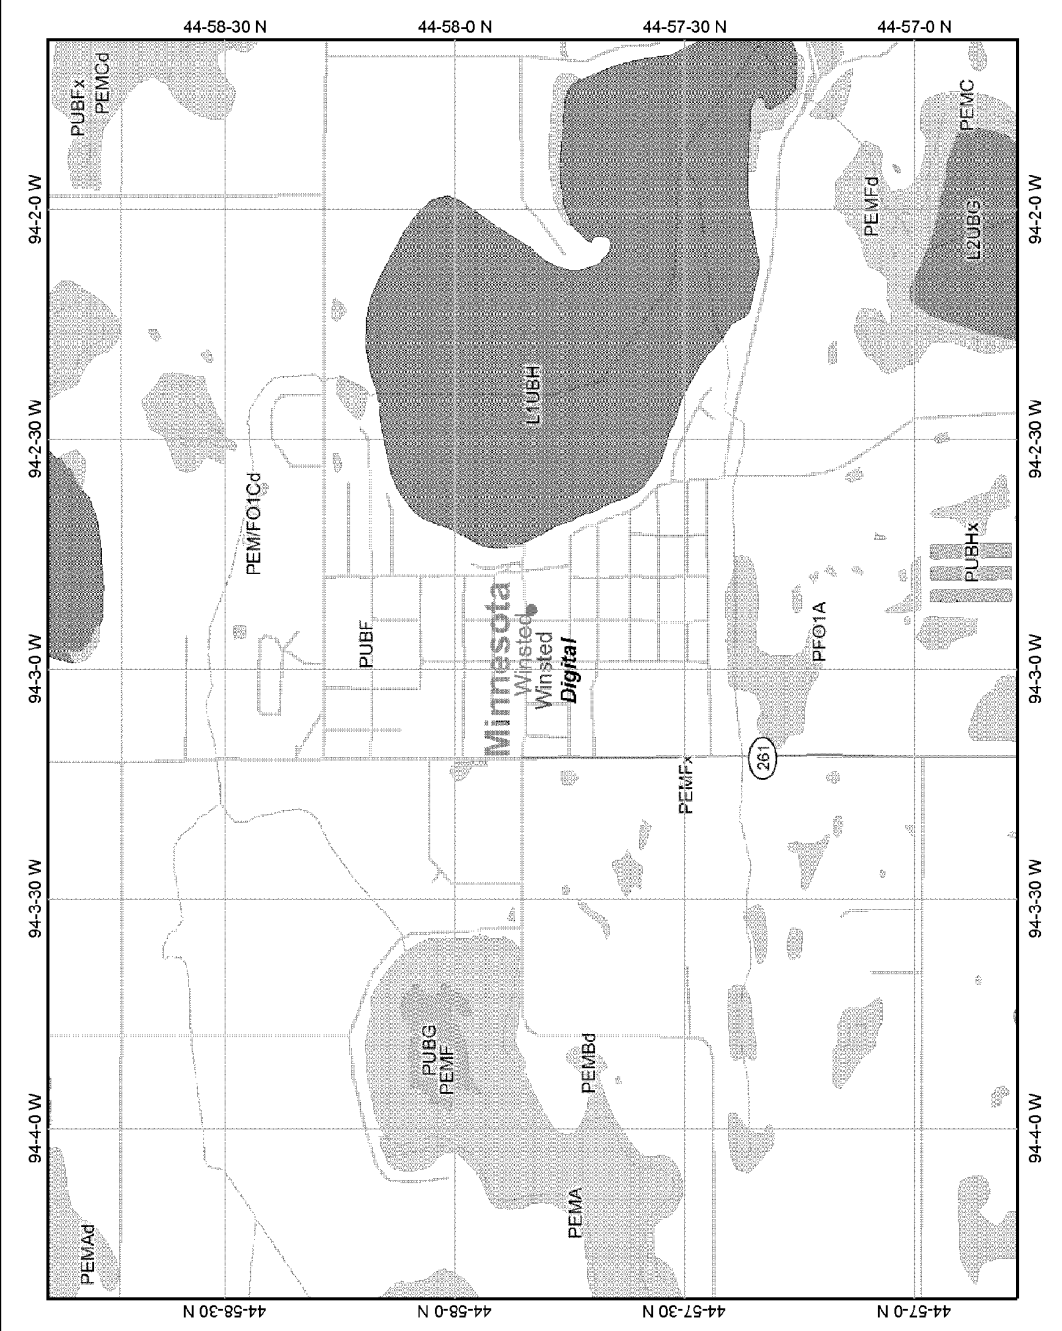 44-58-30 N
44-58-0 N
44-57-30 N
44-57-0 N
PUBFx
PEMCd
PEMC
94-2-0 W
94-2-0 W
PEMFd
L2UBG
L1UBH
94-2-30 W
94-2-30 W
PEM/FO1Cd
PUBHx
PUBF
Minnesota
Winsted
Winsted
Digital
PFO1A
94-3-0 W
94-3-0 W
261
PEMFx
94-3-30 W
94-3-30 W
PUBG
PEMF
PEMBd
94-4-0 W
94-4-0 W
PEMAd
PEMA
44-58-30 N
44-58-0 N
44-57-30 N
44-57-0 N